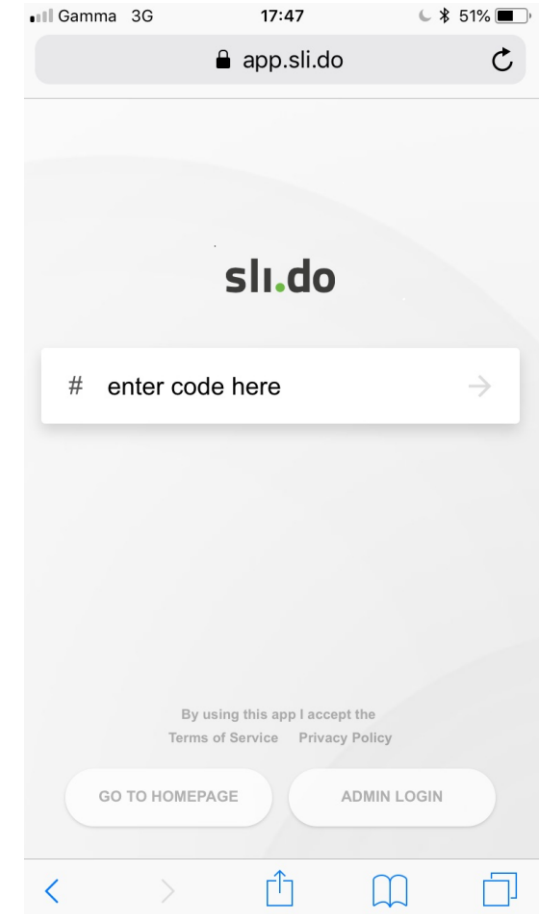 Gamma 3G 17:47 51%
app.sli.do
sli.do
# enter code here
By using this app I accept the
Terms of Service Privacy Policy
GO TO HOMEPAGE ADMIN LOGIN